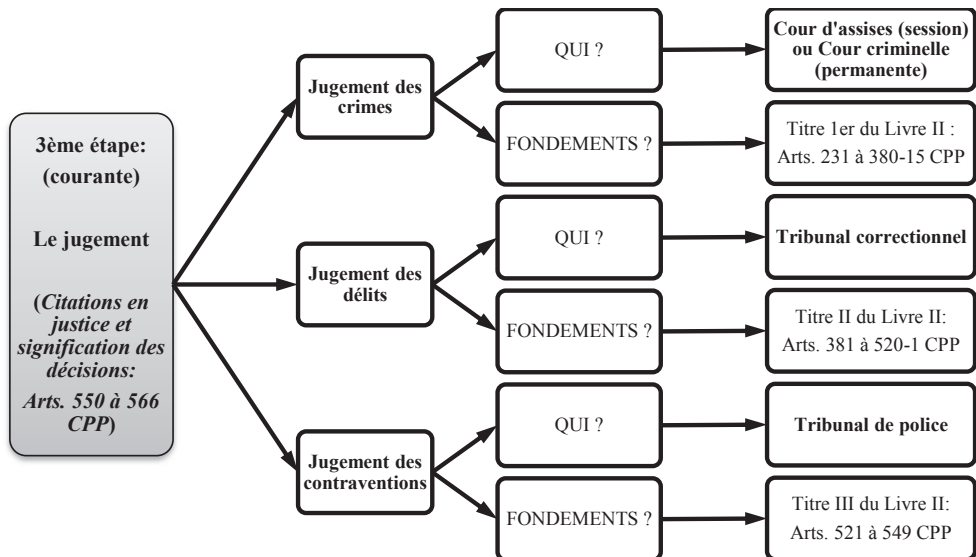 3ème étape:
(courante)
Le jugement
(Citations en
justice et
signification des
décisions:
Arts. 550 à 566
CPP)
Jugement des
crimes
QUI ?
Cour d'assises (session)
ou Cour criminelle
(permanente)
FONDEMENTS ?
Titre 1er du Livre II :
Arts. 231 à 380-15 CPP
Jugement des
délits
QUI ?
Tribunal correctionnel
FONDEMENTS ?
Titre II du Livre II:
Arts. 381 à 520-1 CPP
Jugement des
contraventions
QUI ?
Tribunal de police
FONDEMENTS ?
Titre III du Livre II:
Arts. 521 à 549 CPP